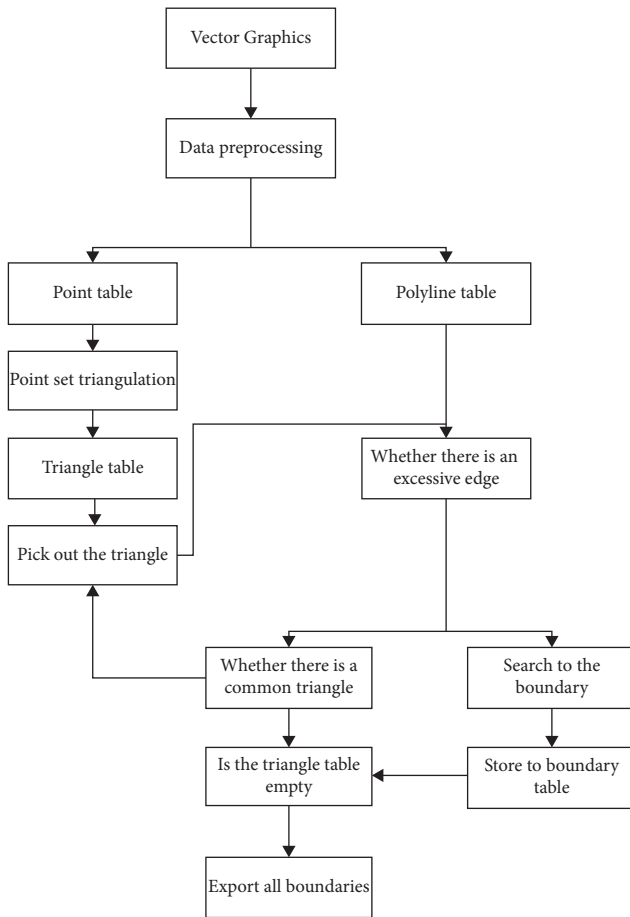 Vector Graphics
Data preprocessing
Point table
Polyline table
Point set triangulation
Triangle table
Whether there is an
excessive edge
Pick out the triangle
Whether there is a
common triangle
Search to the
boundary
Is the triangle table
empty
Store to boundary
table
Export all boundaries